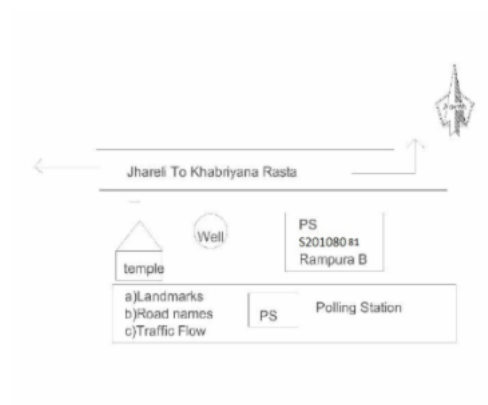 Jhareli To Khabriyana Rasta
Well
PS
S201080 81
Rampura B
temple
a)Landmarks
b)Road names
c)Traffic Flow
PS
Polling Station